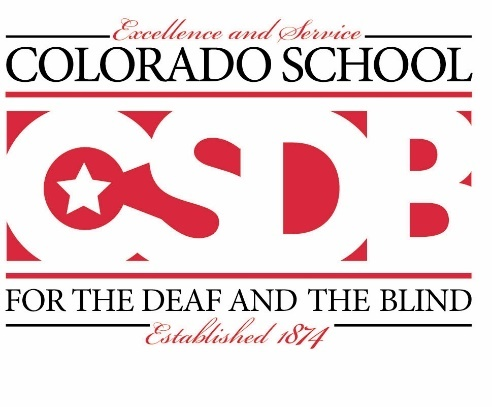 Excellence and Service
COLORADO SCHOOL
CSDB
FOR THE DEAF AND THE BLIND
Established 1874